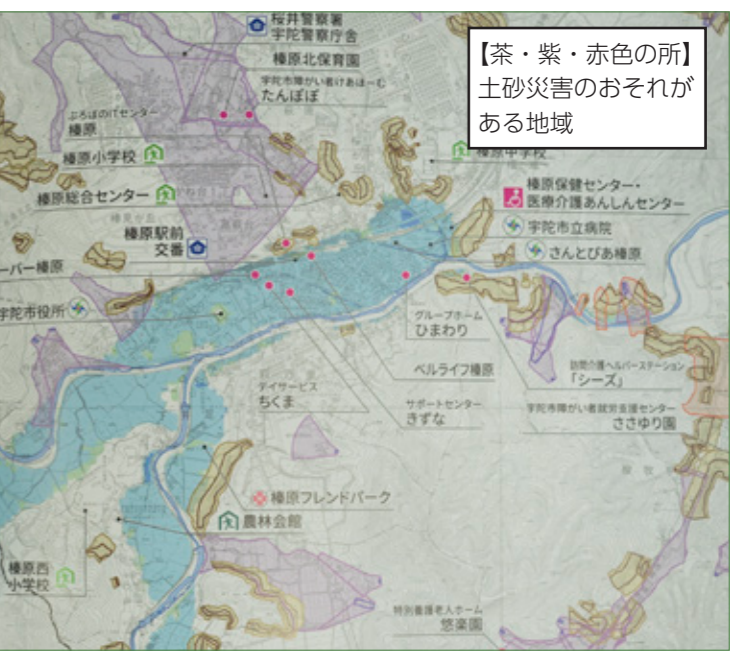 桜井警察署
宇陀警察庁舎
榛原北保育園
宇陀市障がい者けあほーむ
たんぽぽ
【茶・紫・赤色の所】
土砂災害のおそれが
ある地域
榛原
榛原小学校
榛原中学校
榛原総合センター
榛原保健センター・
医療介護あんしんセンター
宇陀市立病院
さんとぴあ榛原
榛原駅前
交番
ーパー榛原
宇陀市役所
グループホーム
ひまわり
ベルライフ榛原
訪問介護ヘルパーステーション
「シーズ」
デイサービス
ちくま
サポートセンター
きずな
宇陀市障がい者就労支援センター
ささゆり園
榛原フレンドパーク
農林会館
榛原西
小学校
特別養護老人ホーム
悠楽園